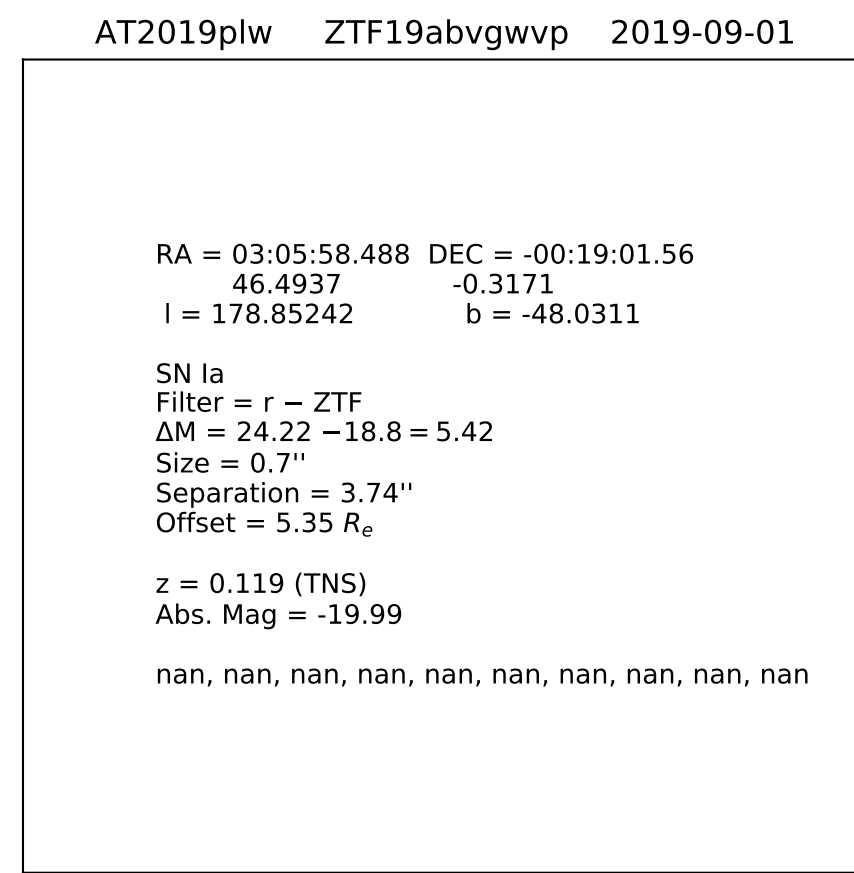 AT2019plw ZTF19abvgwvp 2019-09-01
RA = 03:05:58.488 DEC = -00:19:01.56
46.4937 -0.3171
l = 178.85242 b = -48.0311
SN Ia
Filter = r − ZTF
ΔM = 24.22 −18.8 = 5.42
Size = 0.7''
Separation = 3.74''
Offset = 5.35 Re
z = 0.119 (TNS)
Abs. Mag = -19.99
nan, nan, nan, nan, nan, nan, nan, nan, nan, nan